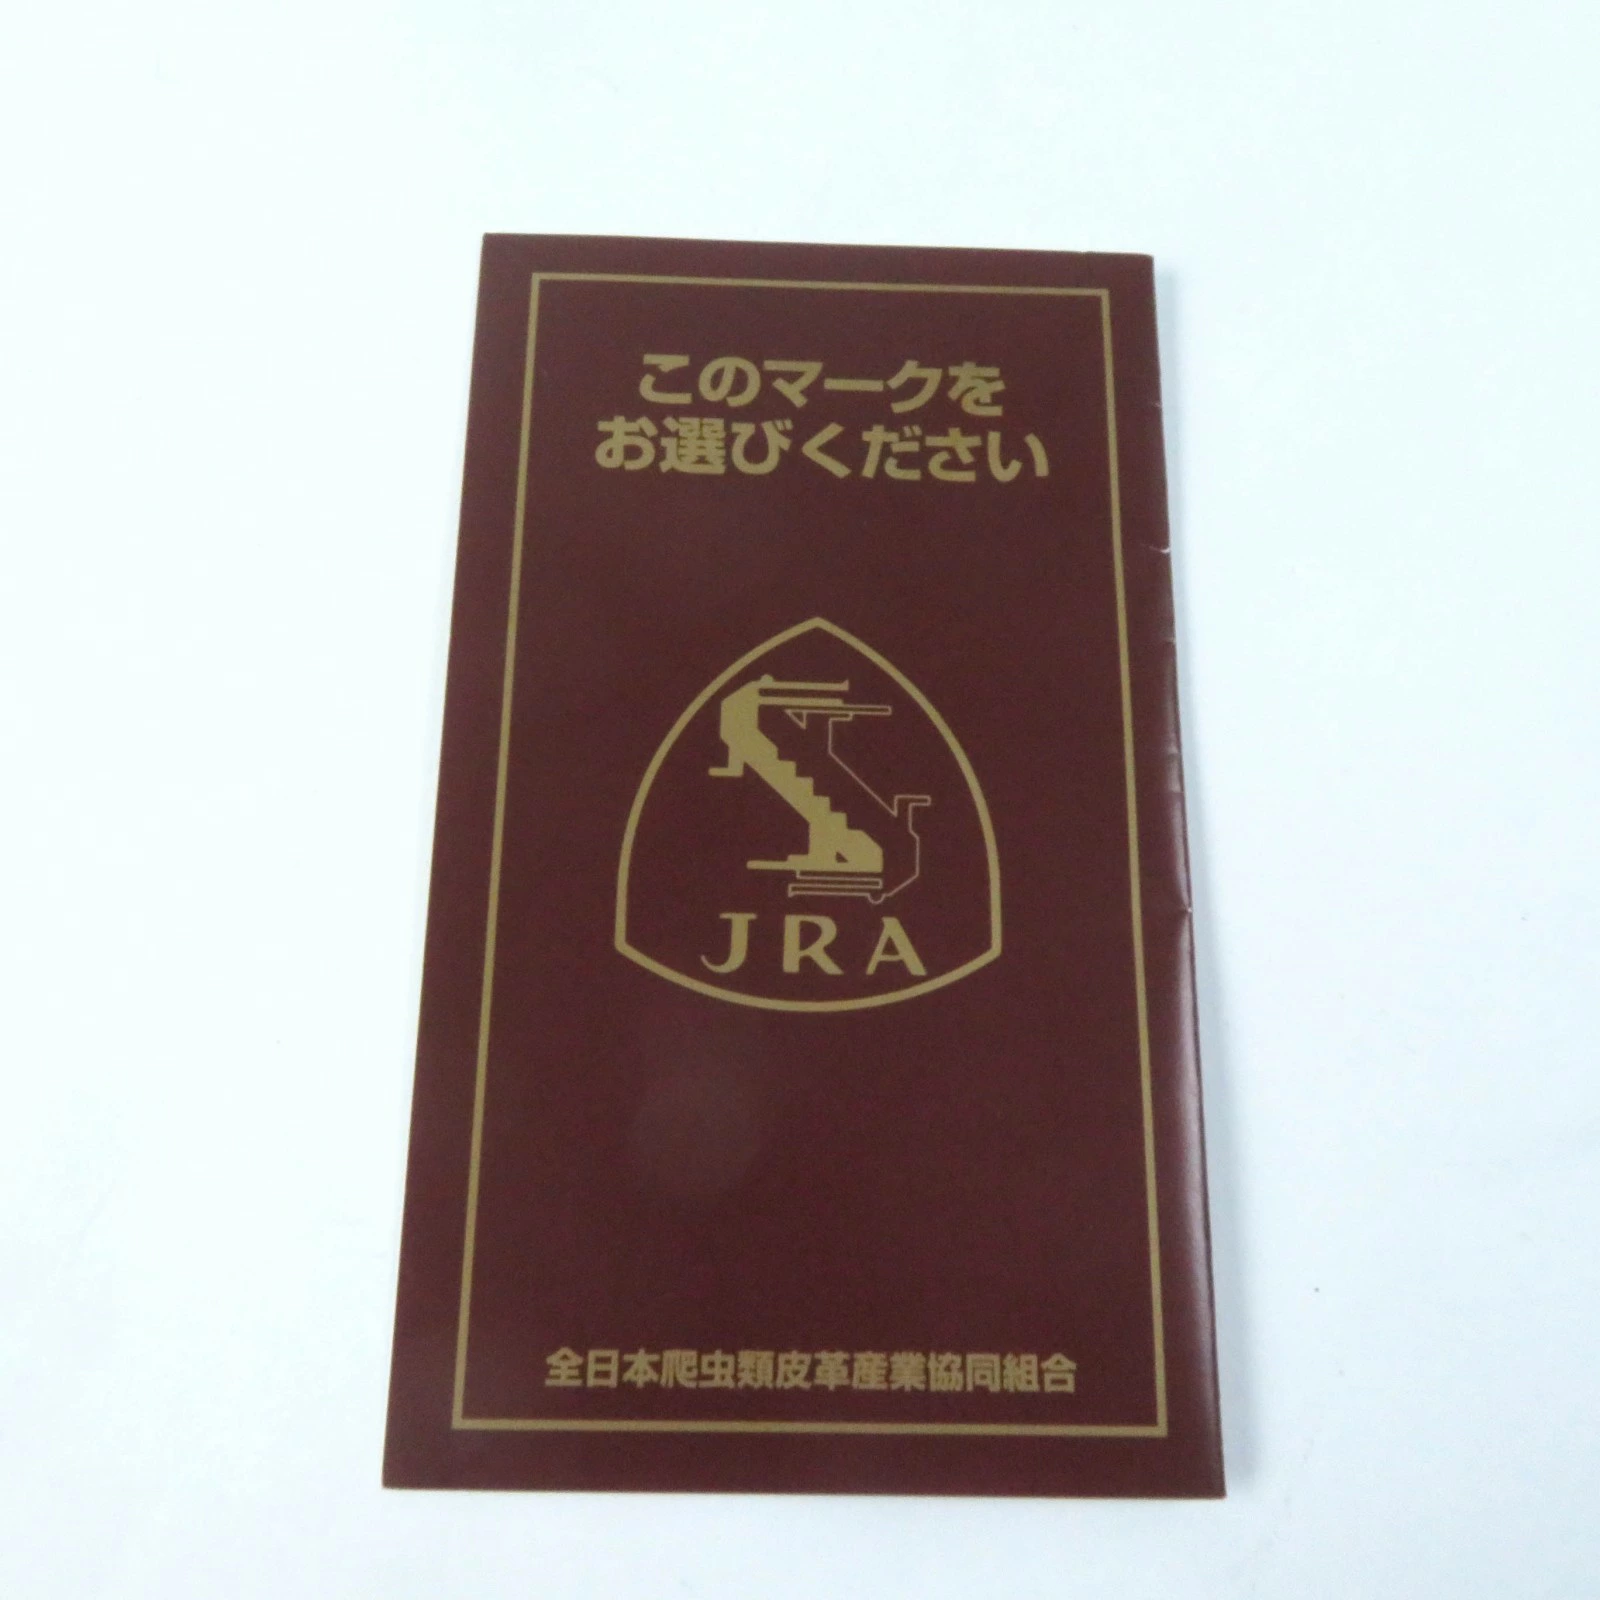 このマークを
お選びください
JRA
全日本爬虫類皮革産業協同組合